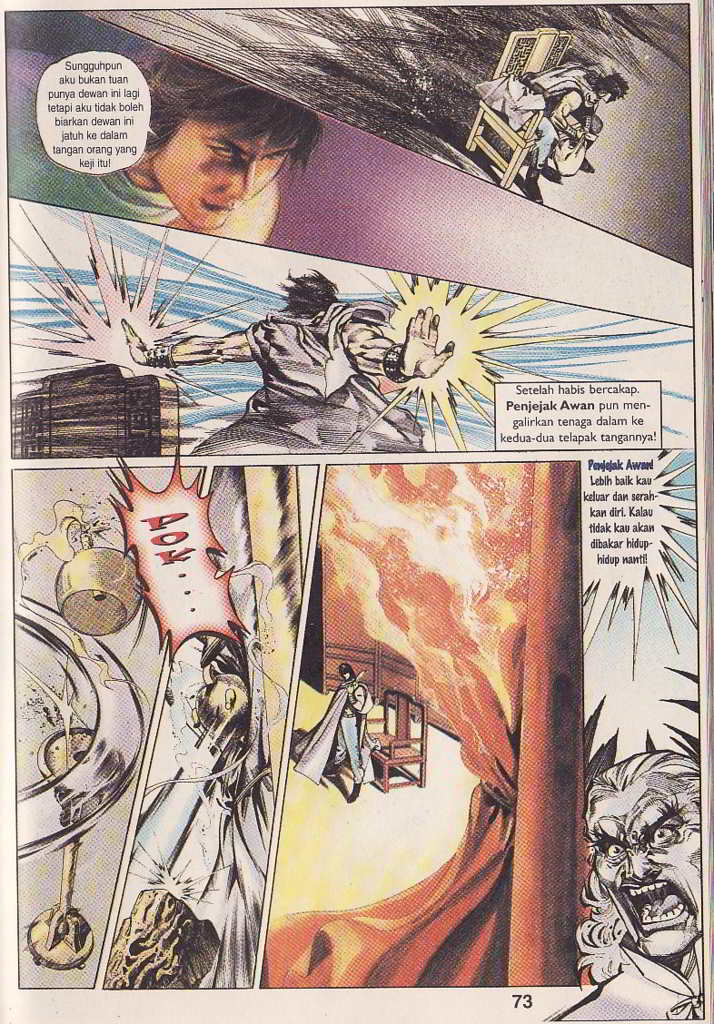 Sungguhpun
aku bukan tuan
punya dewan ini lagi
tetapi aku tidak boleh
biarkan dewan ini
jatuh ke dalam
tangan orang yang
keji itu!
Setelah habis bercakap.
Penjejak Awan pun men-
galirkan tenaga dalam ke
kedua-dua telapak tangannya!
Penjejak Awan!
Lebih baik kau
keluar dan serah-
kan diri. Kalau
tidak kau akan
dibakar hidup-
hidup nanti!
73